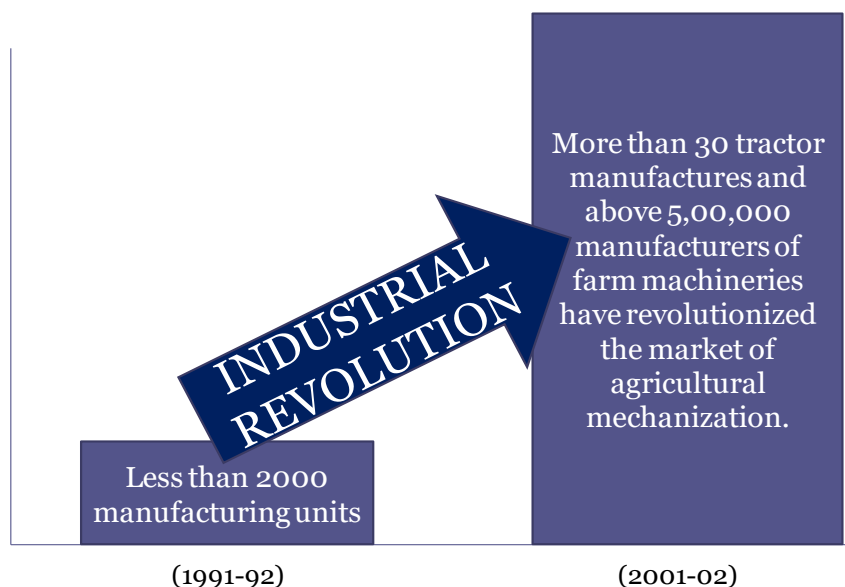 More than 30 tractor
manufactures and
above 5,00,000
manufacturers of
farm machineries
have revolutionized
the market of
agricultural
mechanization.
INDUSTRIAL
REVOLUTION
Less than 2000
manufacturing units
(1991-92)
(2001-02)